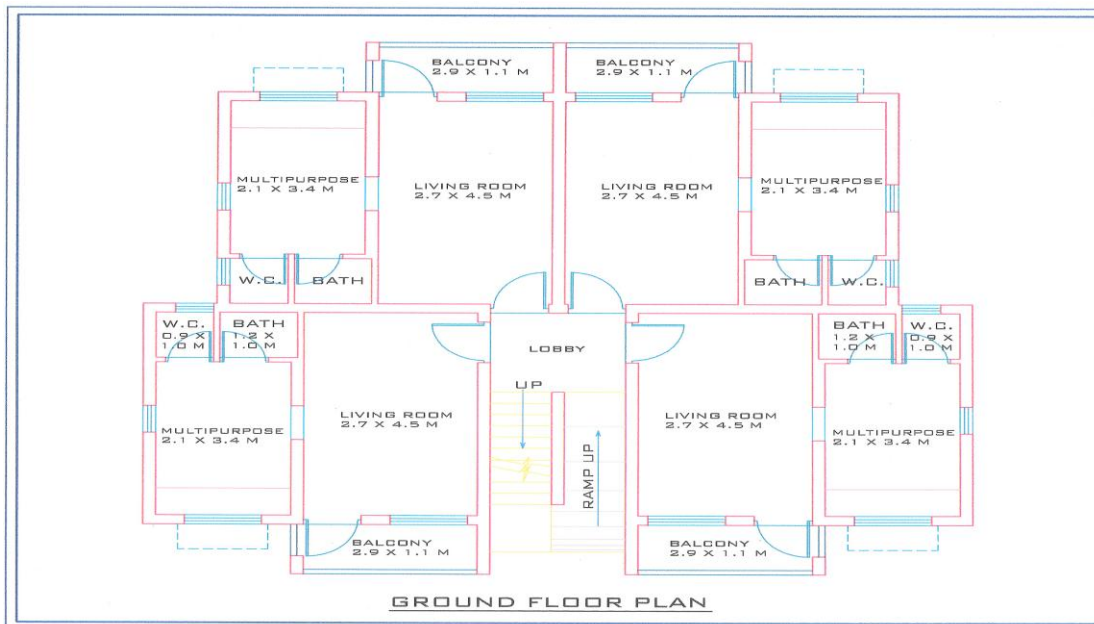 BALCONY
2.9 X 1.1 M
BALCONY
2.9 X 1.1 M
MULTIPURPOSE
2.1 X 3.4 M
LIVING ROOM
2.7 X 4.5 M
LIVING ROOM
2.7 X 4.5 M
MULTIPURPOSE
2.1 X 3.4 M
W.C.
BATH
BATH
W.C.
W.C.
0.9 X
1.0 M
BATH
1.2 X
1.0 M
LOBBY
BATH
1.2 X
1.0 M
W.C.
0.9 X
1.0 M
UP
MULTIPURPOSE
2.1 X 3.4 M
LIVING ROOM
2.7 X 4.5 M
RAMP UP
LIVING ROOM
2.7 X 4.5 M
MULTIPURPOSE
2.1 X 3.4 M
BALCONY
2.9 X 1.1 M
BALCONY
2.9 X 1.1 M
GROUND FLOOR PLAN